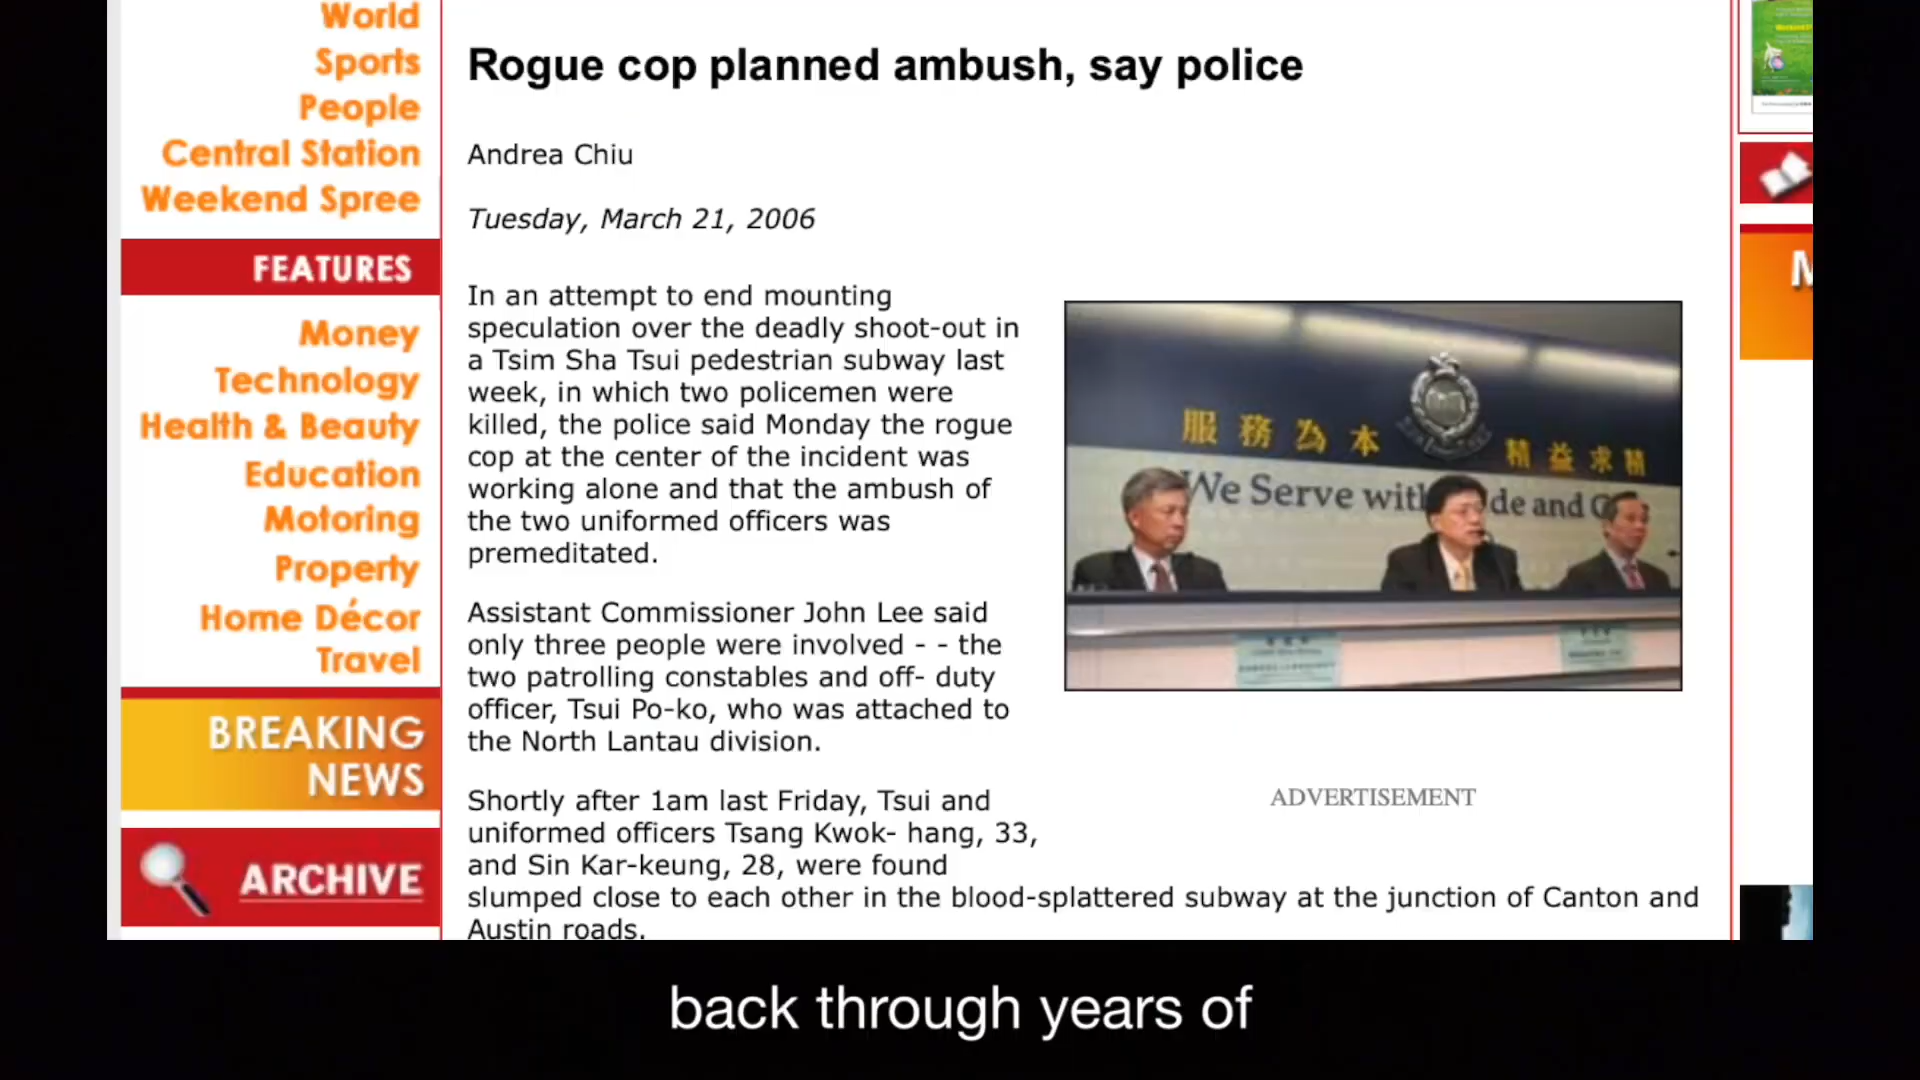 World
Sports
People
Central Station
Weekend Spree
FEATURES
Money
Technology
Health & Beauty
Education
Motoring
Property
Home Décor
Travel
BREAKING
NEWS
ARCHIVE
Rogue cop planned ambush, say police
Andrea Chiu
Tuesday, March 21, 2006
In an attempt to end mounting
speculation over the deadly shoot-out in
a Tsim Sha Tsui pedestrian subway last
week, in which two policemen were
killed, the police said Monday the rogue
cop at the center of the incident was
working alone and that the ambush of
the two uniformed officers was
premeditated.
Assistant Commissioner John Lee said
only three people were involved - - the
two patrolling constables and off- duty
officer, Tsui Po-ko, who was attached to
the North Lantau division.
Shortly after 1am last Friday, Tsui and
uniformed officers Tsang Kwok- hang, 33,
and Sin Kar-keung, 28, were found
slumped close to each other in the blood-splattered subway at the junction of Canton and
Austin roads.
服務為本 精益求精
We Serve with de and
ADVERTISEMENT
M
back through years of